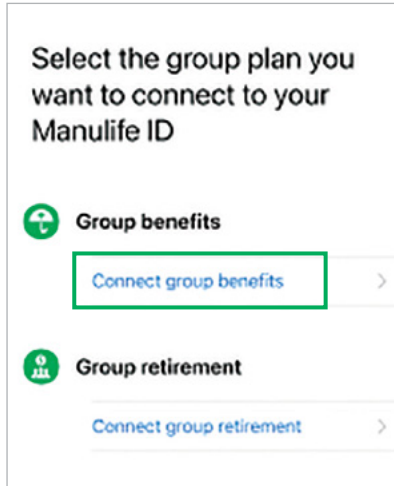 Select the group plan you
want to connect to your
Manulife ID
Group benefits
Connect group benefits
Group retirement
Connect group retirement